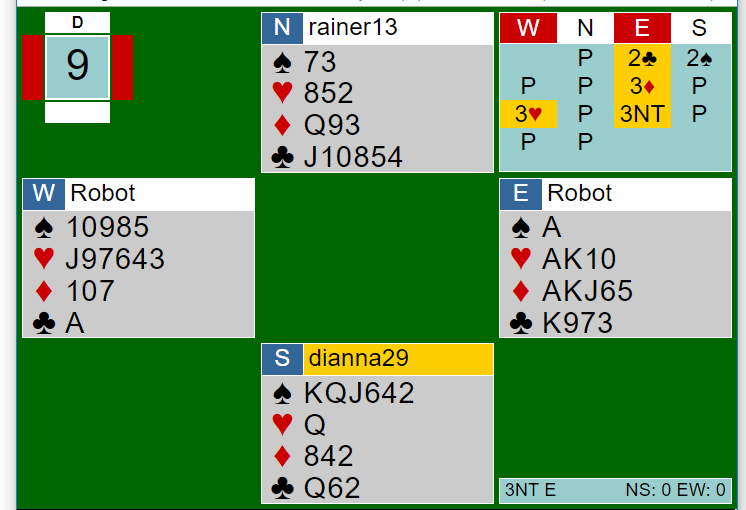 D
9
N rainer13
♠ 73
♥ 852
♦ Q93
♣ J10854
W N E S
P 2♣ 2♠
P P 3♦ P
3♥ P 3NT P
P P
W Robot
♠ 10985
♥ J97643
♦ 107
♣ A
E Robot
♠ A
♥ AK10
♦ AKJ65
♣ K973
S dianna29
♠ KQJ642
♥ Q
♦ 842
♣ Q62
3NT E NS: 0 EW: 0